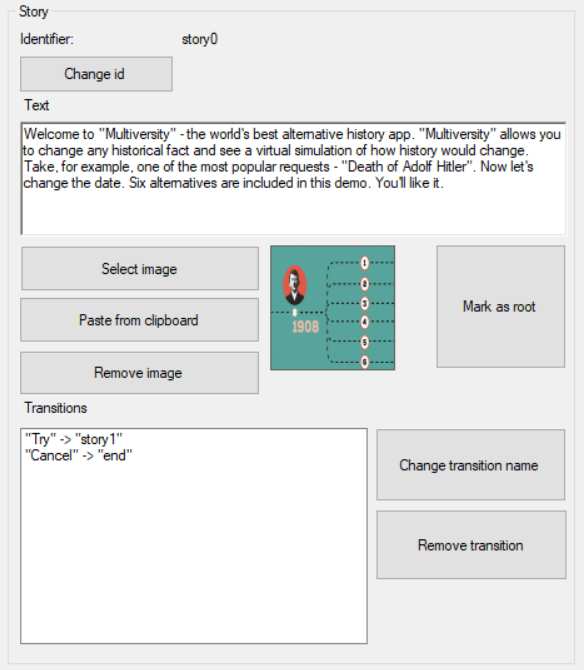 Story
Identifier: story0
Change id
Text
Welcome to "Multiversity" - the world's best alternative history app. "Multiversity" allows you
to change any historical fact and see a virtual simulation of how history would change.
Take, for example, one of the most popular requests - "Death of Adolf Hitler". Now let's
change the date. Six alternatives are included in this demo. You'll like it.
Select image
Paste from clipboard
Remove image
1908
1
2
3
4
5
6
Mark as root
Transitions
"Try" -> "story1"
"Cancel" -> "end"
Change transition name
Remove transition